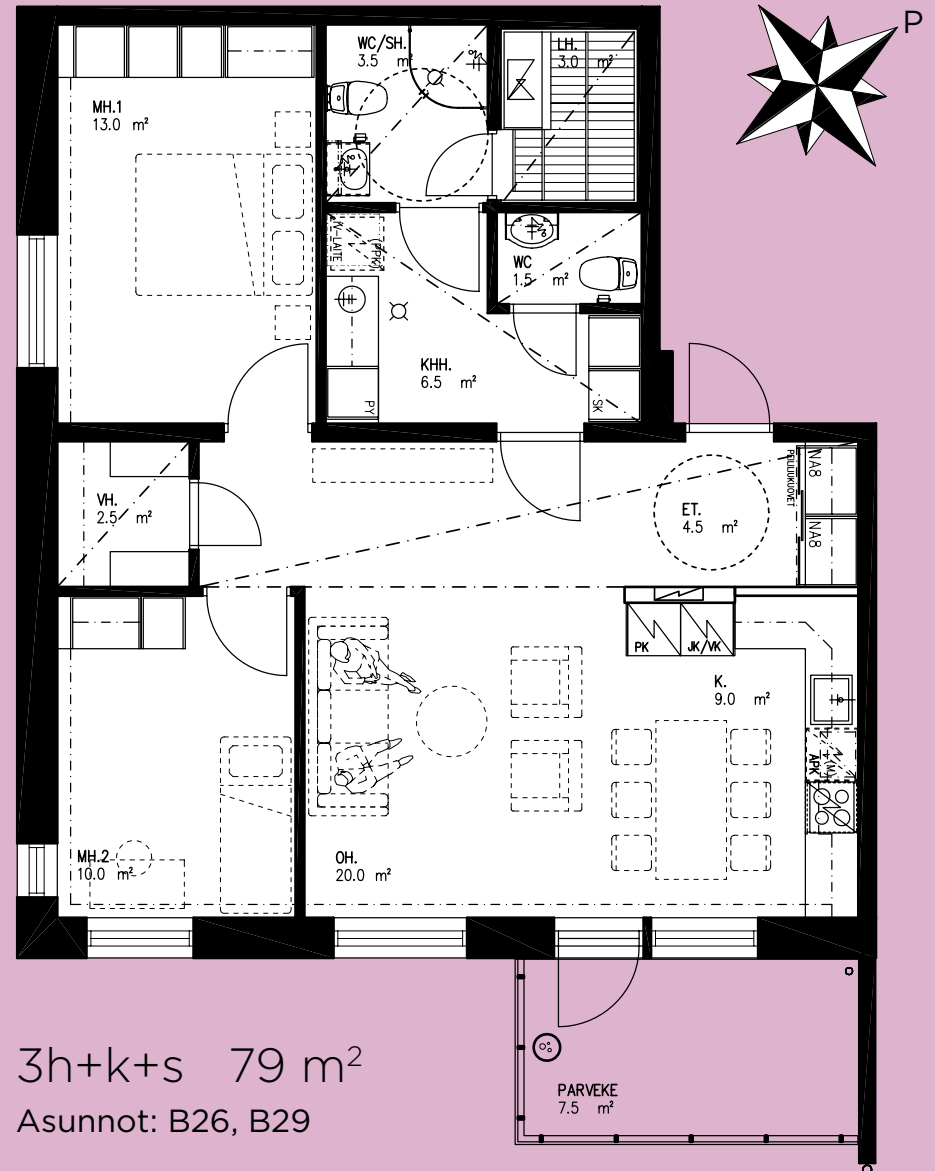 P
WC/SH.
3.5 m²
LH.
3.0 m²
MH.1
13.0 m²
K-LAITE
(PPK)
WC
1.5 m²
KHH.
6.5 m²
PY
SK
VH.
2.5 m²
ET.
4.5 m²
PEILILIUKUOVET
NA8
NA8
PK
JK/VK
K.
9.0 m²
APK
(M)
MH.2
10.0 m²
OH.
20.0 m²
PARVEKE
7.5 m²
3h+k+s 79 m²
Asunnot: B26, B29